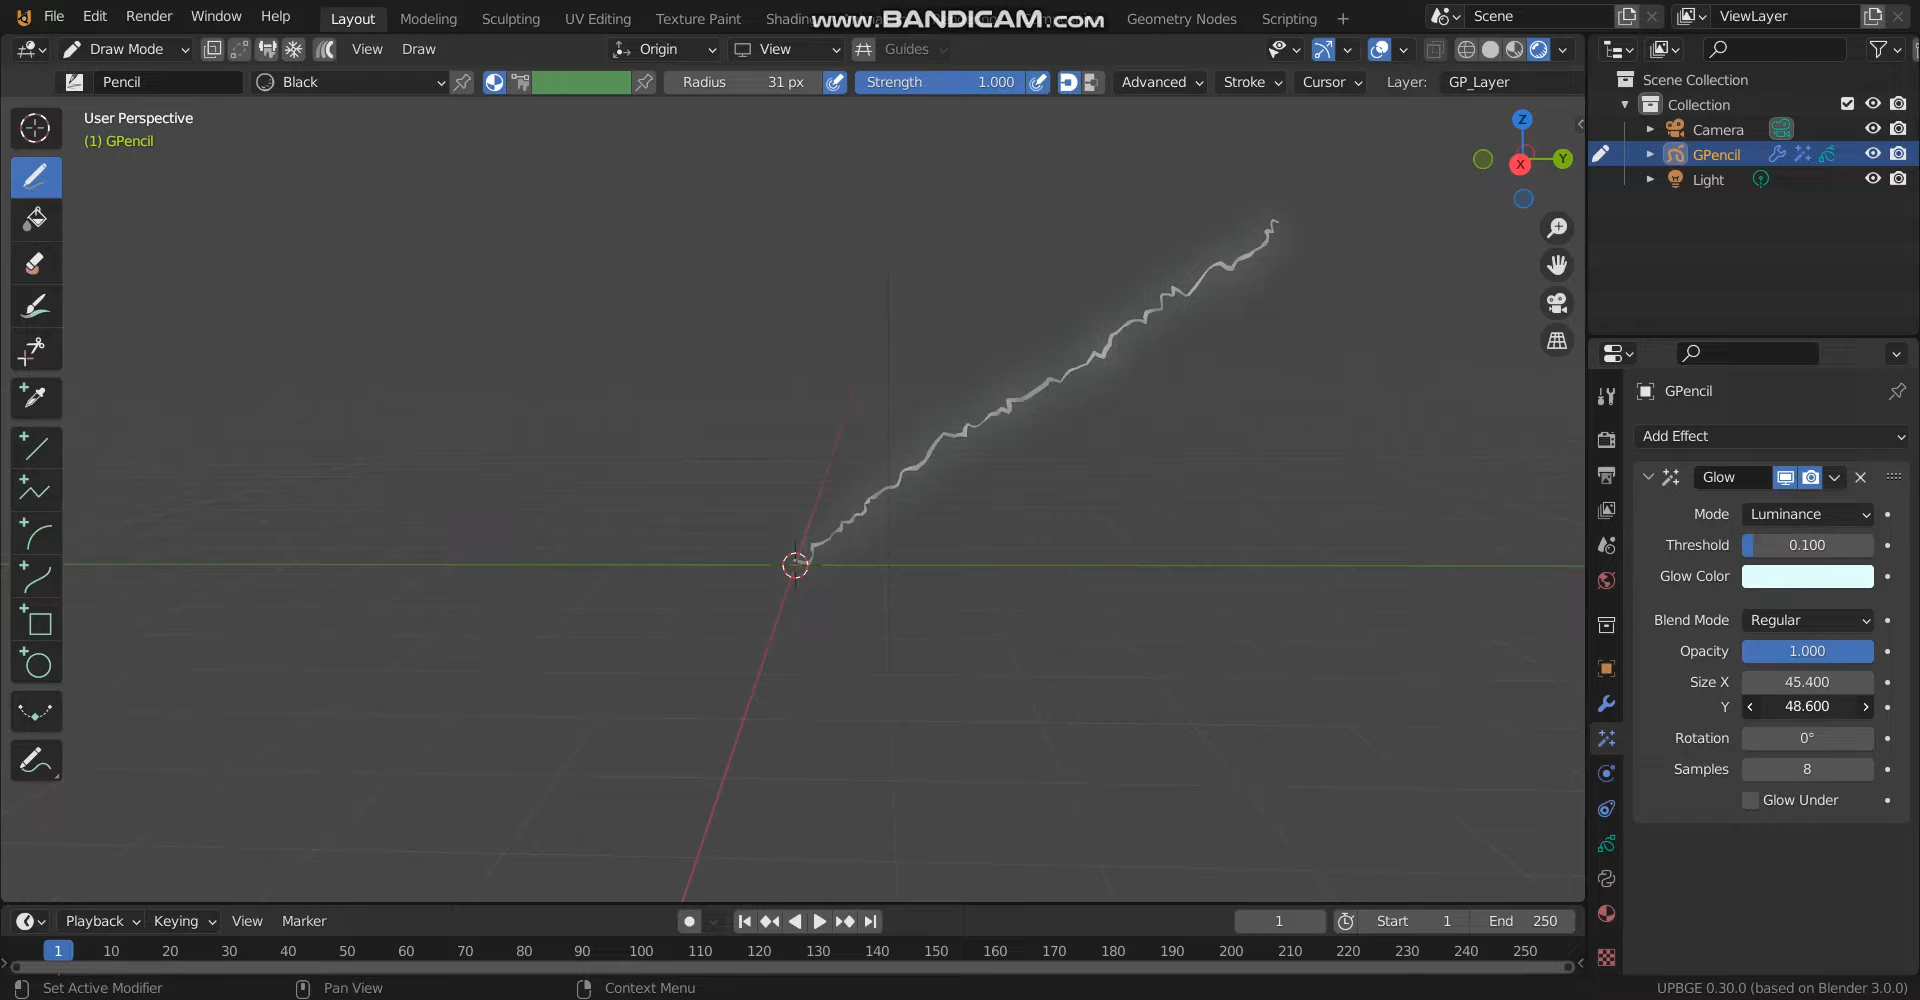 File Edit Render Window Help Layout Modeling Sculpting UV Editing Texture Paint Shading www.BANDICAM.com Geometry Nodes Scripting Scene ViewLayer
Draw Mode View Draw Origin View Guides
Pencil Black Radius 31 px Strength 1.000 Advanced Stroke Cursor Layer: GP_Layer
User Perspective
(1) GPencil
Z
Y
X
Scene Collection
Collection
Camera
GPencil
Light
GPencil
Add Effect
Glow
Mode Luminance
Threshold 0.100
Glow Color
Blend Mode Regular
Opacity 1.000
Size X 45.400
Y 48.600
Rotation 0°
Samples 8
Glow Under
Playback Keying View Marker 1 Start 1 End 250
1 10 20 30 40 50 60 70 80 90 100 110 120 130 140 150 160 170 180 190 200 210 220 230 240 250
Set Active Modifier Pan View Context Menu UPBGE 0.30.0 (based on Blender 3.0.0)